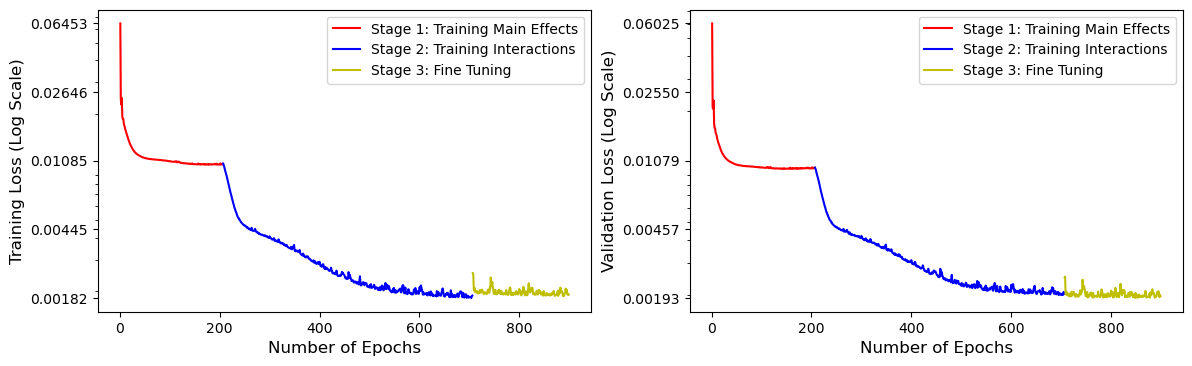 Training Loss (Log Scale)
0.06453
0.02646
0.01085
0.00445
0.00182
Stage 1: Training Main Effects
Stage 2: Training Interactions
Stage 3: Fine Tuning
0
200
400
600
800
Number of Epochs
Validation Loss (Log Scale)
0.06025
0.02550
0.01079
0.00457
0.00193
Stage 1: Training Main Effects
Stage 2: Training Interactions
Stage 3: Fine Tuning
0
200
400
600
800
Number of Epochs